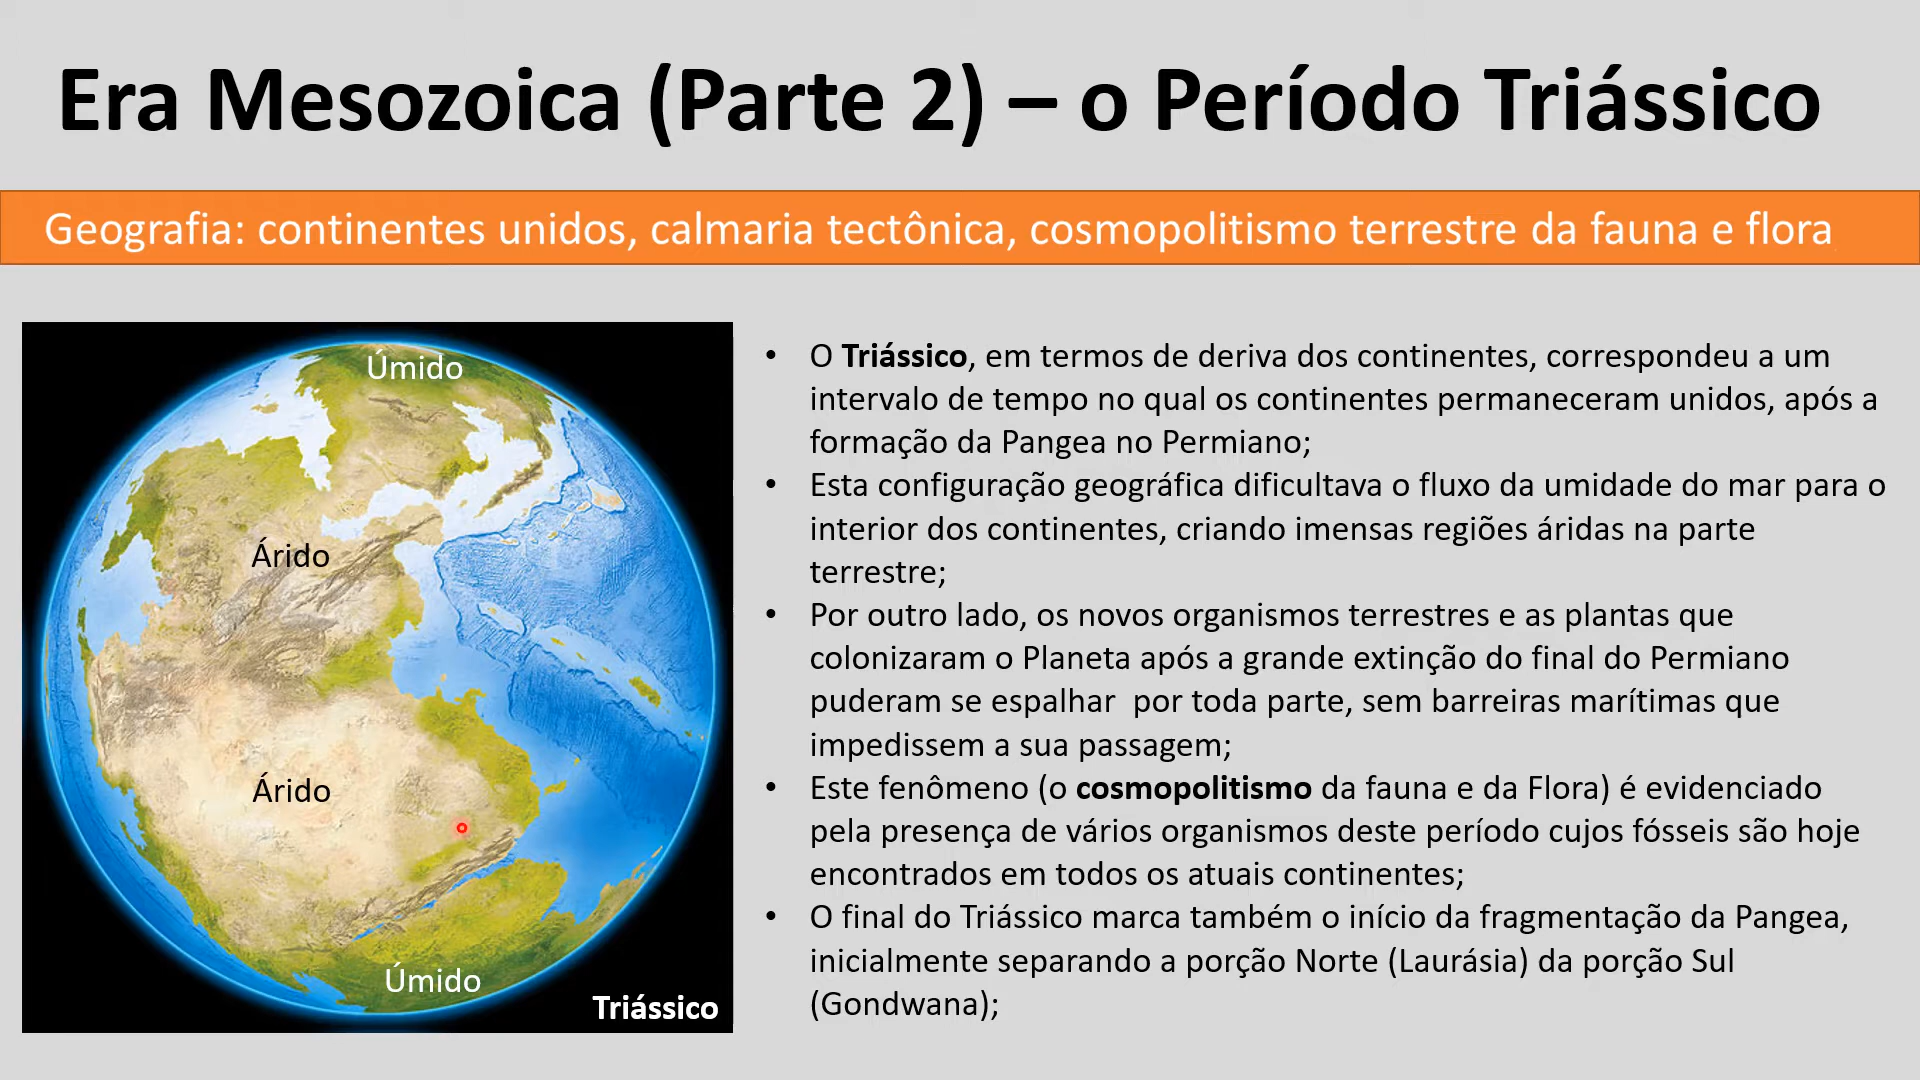 Era Mesozoica (Parte 2) – o Período Triássico
Geografia: continentes unidos, calmaria tectônica, cosmopolitismo terrestre da fauna e flora
Úmido
Árido
Árido
Úmido
Triássico
• O Triássico, em termos de deriva dos continentes, correspondeu a um
intervalo de tempo no qual os continentes permaneceram unidos, após a
formação da Pangea no Permiano;
• Esta configuração geográfica dificultava o fluxo da umidade do mar para o
interior dos continentes, criando imensas regiões áridas na parte
terrestre;
• Por outro lado, os novos organismos terrestres e as plantas que
colonizaram o Planeta após a grande extinção do final do Permiano
puderam se espalhar  por toda parte, sem barreiras marítimas que
impedissem a sua passagem;
• Este fenômeno (o cosmopolitismo da fauna e da Flora) é evidenciado
pela presença de vários organismos deste período cujos fósseis são hoje
encontrados em todos os atuais continentes;
• O final do Triássico marca também o início da fragmentação da Pangea,
inicialmente separando a porção Norte (Laurásia) da porção Sul
(Gondwana);